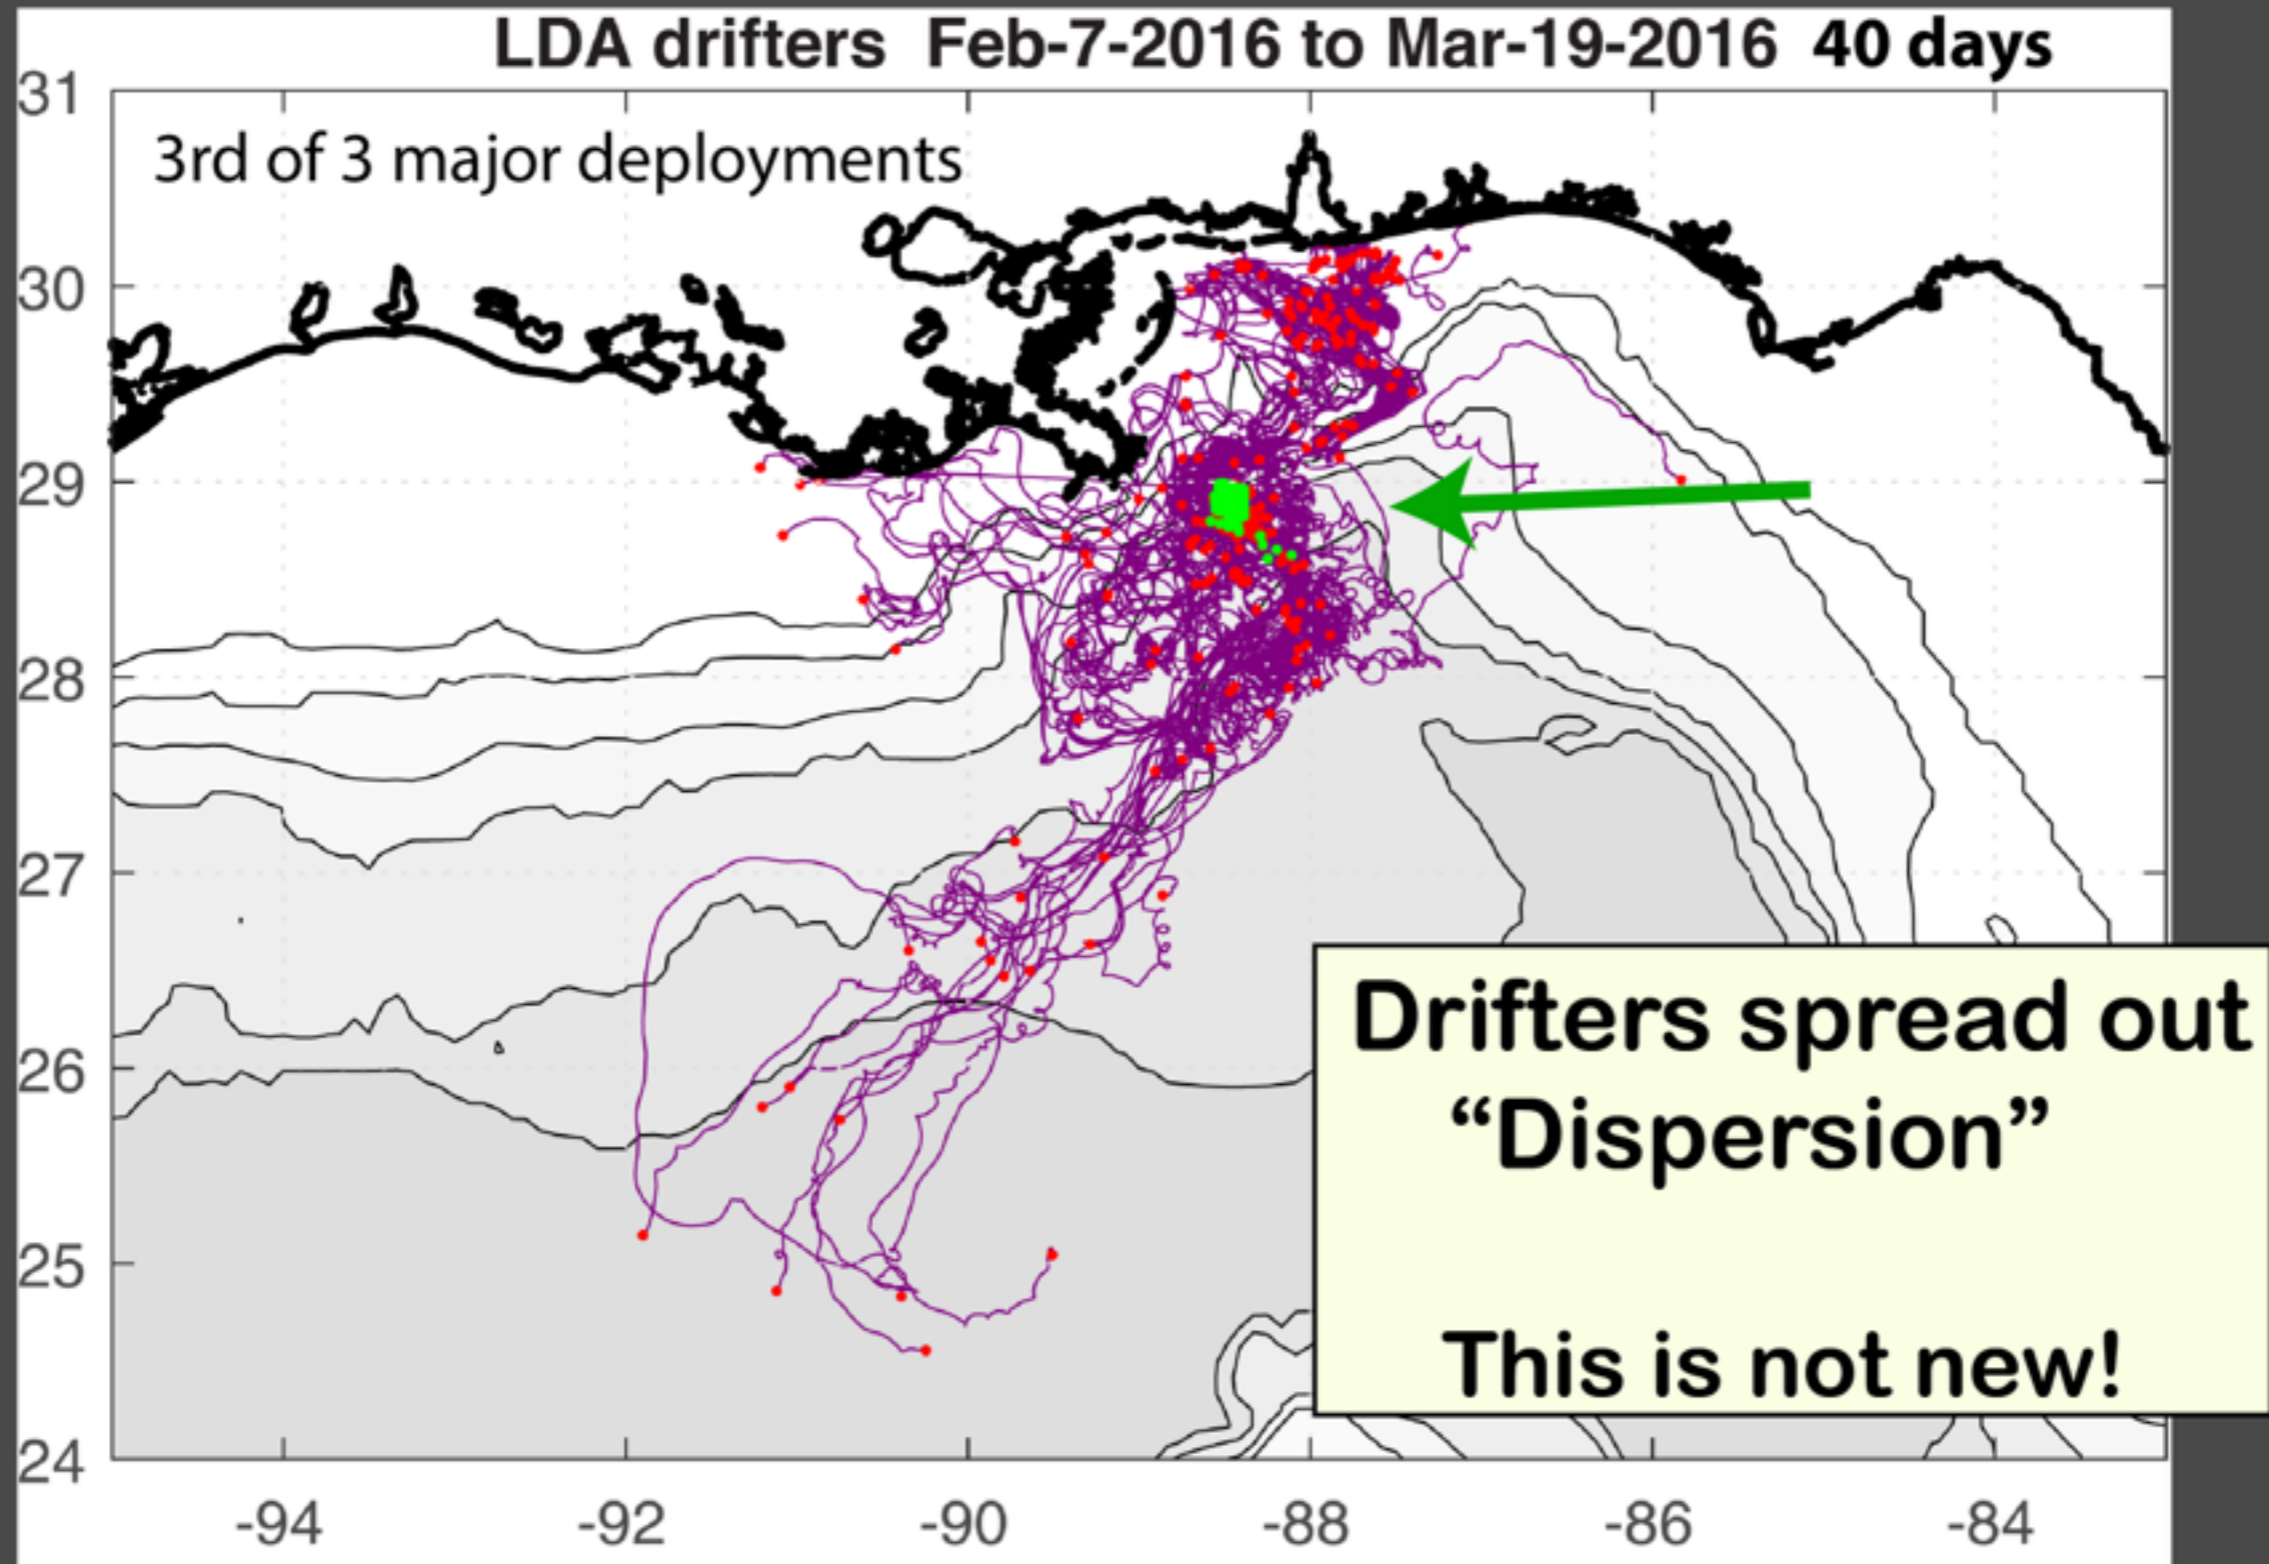 LDA drifters Feb-7-2016 to Mar-19-2016 40 days
3rd of 3 major deployments
31
30
29
28
27
26
25
24
-94
-92
-90
-88
-86
-84
Drifters spread out
“Dispersion”
This is not new!